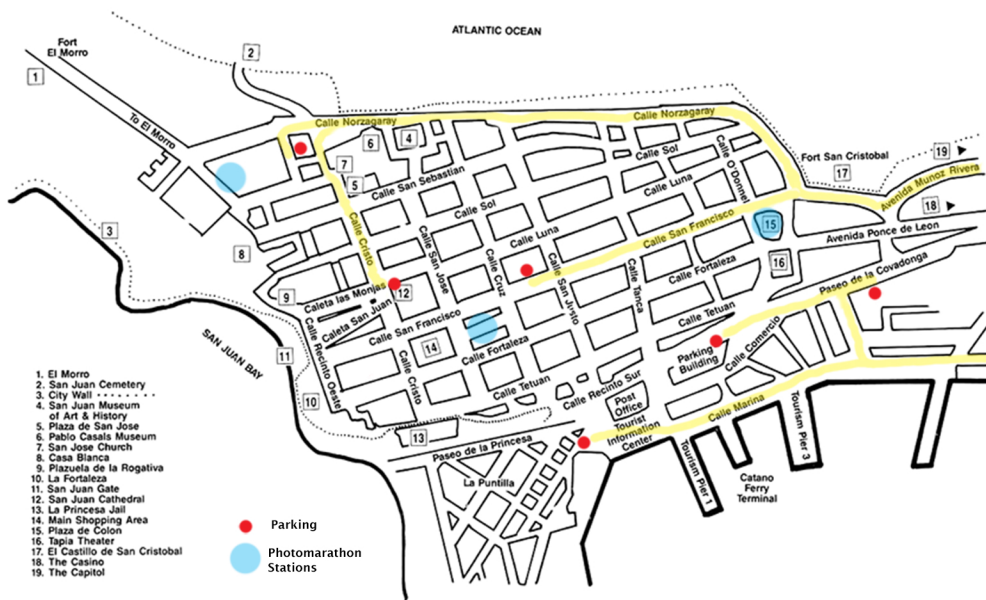 ATLANTIC OCEAN
Fort
El Morro
1
2
To El Morro
Calle Norzagaray
Calle Norzagaray
4
6
7
5
Calle San Sebastian
Calle Sol
Calle Sol
Calle O'Donnel
Fort San Cristobal
17
19
Avenida Munoz Rivera
18
Calle Luna
Calle Luna
Calle San Francisco
15
Avenida Ponce de Leon
16
3
8
Calle Cristo
Calle San Jose
Calle Cruz
Calle San Justo
Calle Tanca
Calle Fortaleza
Paseo de la Covadonga
9
Caleta las Monjas
12
Caleta San Juan
Calle San Francisco
Calle Tetuan
SAN JUAN BAY
11
Calle Recinto Oeste
14
Calle Fortaleza
Parking
Building
Calle Comercio
Calle Cristo
Calle Tetuan
Calle Recinto Sur
10
Post
Office
Calle Marina
13
Tourist
Information
Center
Paseo de la Princesa
La Puntilla
Tourism Pier 1
Tourism Pier 3
Catano
Ferry
Terminal
1. El Morro
2. San Juan Cemetery
3. City Wall
4. San Juan Museum
of Art & History
5. Plaza de San Jose
6. Pablo Casals Museum
7. San Jose Church
8. Casa Blanca
9. Plazuela de la Rogativa
10. La Fortaleza
11. San Juan Gate
12. San Juan Cathedral
13. La Princesa Jail
14. Main Shopping Area
15. Plaza de Colon
16. Tapia Theater
17. El Castillo de San Cristobal
18. The Casino
19. The Capitol
Parking
Photomarathon
Stations